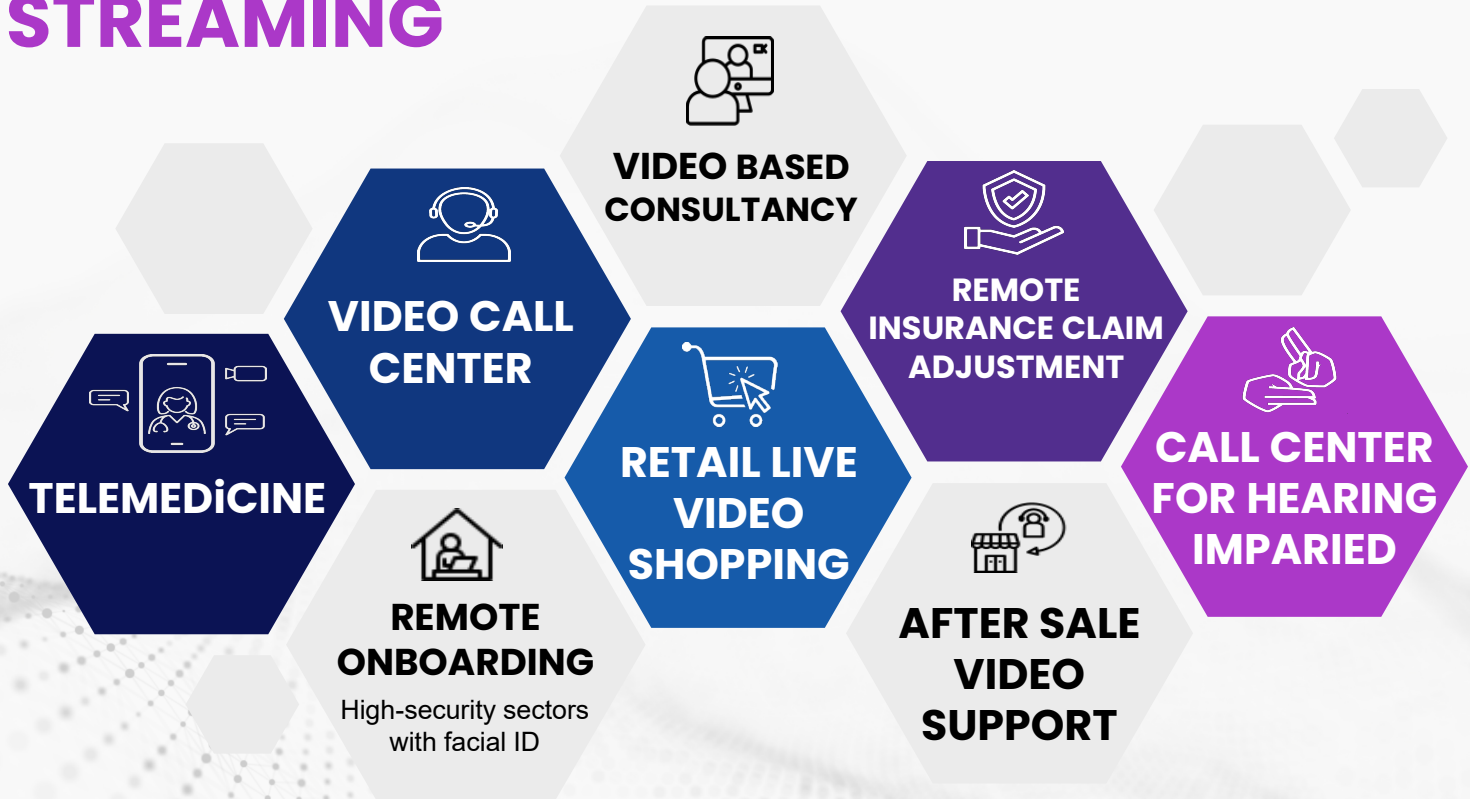 STREAMING
VIDEO BASED
CONSULTANCY
VIDEO CALL
CENTER
REMOTE
INSURANCE CLAIM
ADJUSTMENT
TELEMEDiCINE
RETAIL LIVE
VIDEO
SHOPPING
CALL CENTER
FOR HEARING
IMPARIED
REMOTE
ONBOARDING
High-security sectors
with facial ID
AFTER SALE
VIDEO
SUPPORT